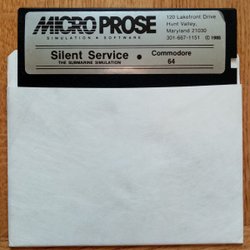 MICRO PROSE
SIMULATION • SOFTWARE
120 Lakefront Drive
Hunt Valley,
Maryland 21030
301-667-1151 © 1985
Silent Service™
THE SUBMARINE SIMULATION
Commodore
64